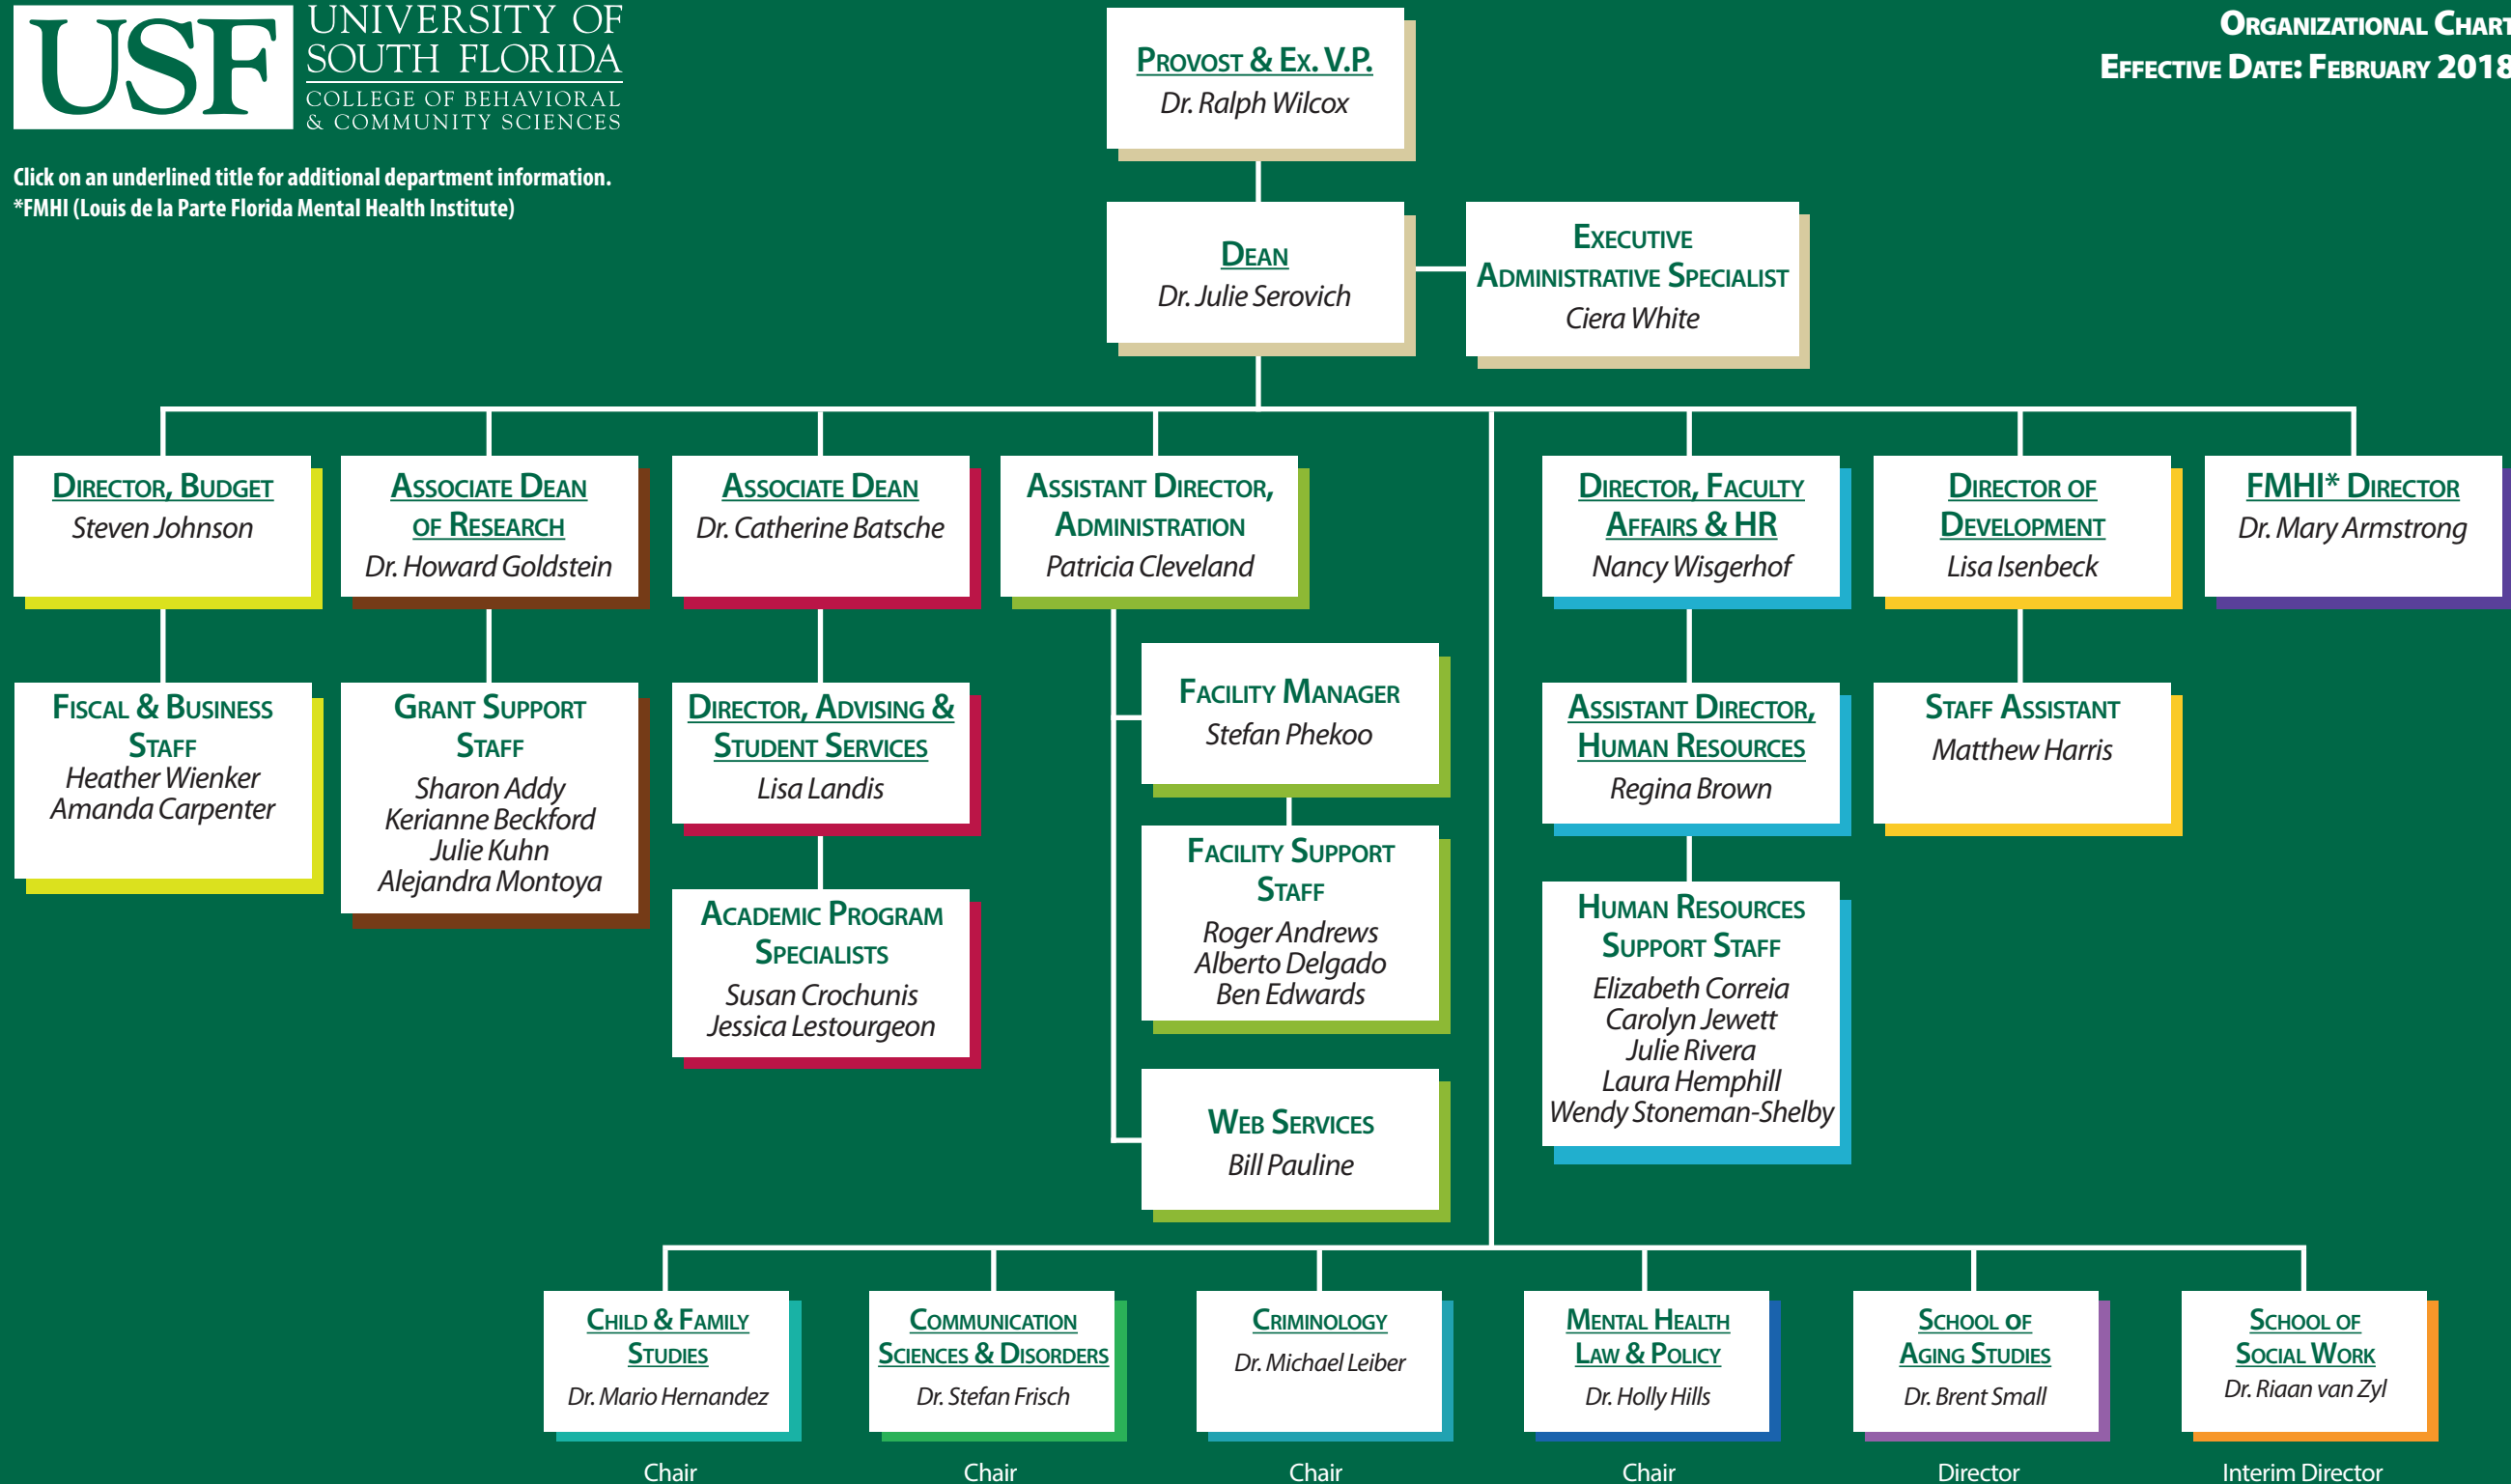 USF
UNIVERSITY OF
SOUTH FLORIDA
COLLEGE OF BEHAVIORAL
& COMMUNITY SCIENCES
Click on an underlined title for additional department information.
*FMHI (Louis de la Parte Florida Mental Health Institute)
ORGANIZATIONAL CHART
EFFECTIVE DATE: FEBRUARY 2018
PROVOST & EX. V.P.
Dr. Ralph Wilcox
DEAN
Dr. Julie Serovich
EXECUTIVE
ADMINISTRATIVE SPECIALIST
Ciera White
DIRECTOR, BUDGET
Steven Johnson
ASSOCIATE DEAN
OF RESEARCH
Dr. Howard Goldstein
ASSOCIATE DEAN
Dr. Catherine Batsche
ASSISTANT DIRECTOR,
ADMINISTRATION
Patricia Cleveland
DIRECTOR, FACULTY
AFFAIRS & HR
Nancy Wisgerhof
DIRECTOR OF
DEVELOPMENT
Lisa Isenbeck
FMHI* DIRECTOR
Dr. Mary Armstrong
FISCAL & BUSINESS
STAFF
Heather Wienker
Amanda Carpenter
GRANT SUPPORT
STAFF
Sharon Addy
Kerianne Beckford
Julie Kuhn
Alejandra Montoya
DIRECTOR, ADVISING &
STUDENT SERVICES
Lisa Landis
ACADEMIC PROGRAM
SPECIALISTS
Susan Crochunis
Jessica Lestourgeon
FACILITY MANAGER
Stefan Phekoo
FACILITY SUPPORT
STAFF
Roger Andrews
Alberto Delgado
Ben Edwards
WEB SERVICES
Bill Pauline
ASSISTANT DIRECTOR,
HUMAN RESOURCES
Regina Brown
HUMAN RESOURCES
SUPPORT STAFF
Elizabeth Correia
Carolyn Jewett
Julie Rivera
Laura Hemphill
Wendy Stoneman-Shelby
STAFF ASSISTANT
Matthew Harris
CHILD & FAMILY
STUDIES
Dr. Mario Hernandez
Chair
COMMUNICATION
SCIENCES & DISORDERS
Dr. Stefan Frisch
Chair
CRIMINOLOGY
Dr. Michael Leiber
Chair
MENTAL HEALTH
LAW & POLICY
Dr. Holly Hills
Chair
SCHOOL OF
AGING STUDIES
Dr. Brent Small
Director
SCHOOL OF
SOCIAL WORK
Dr. Riaan van Zyl
Interim Director